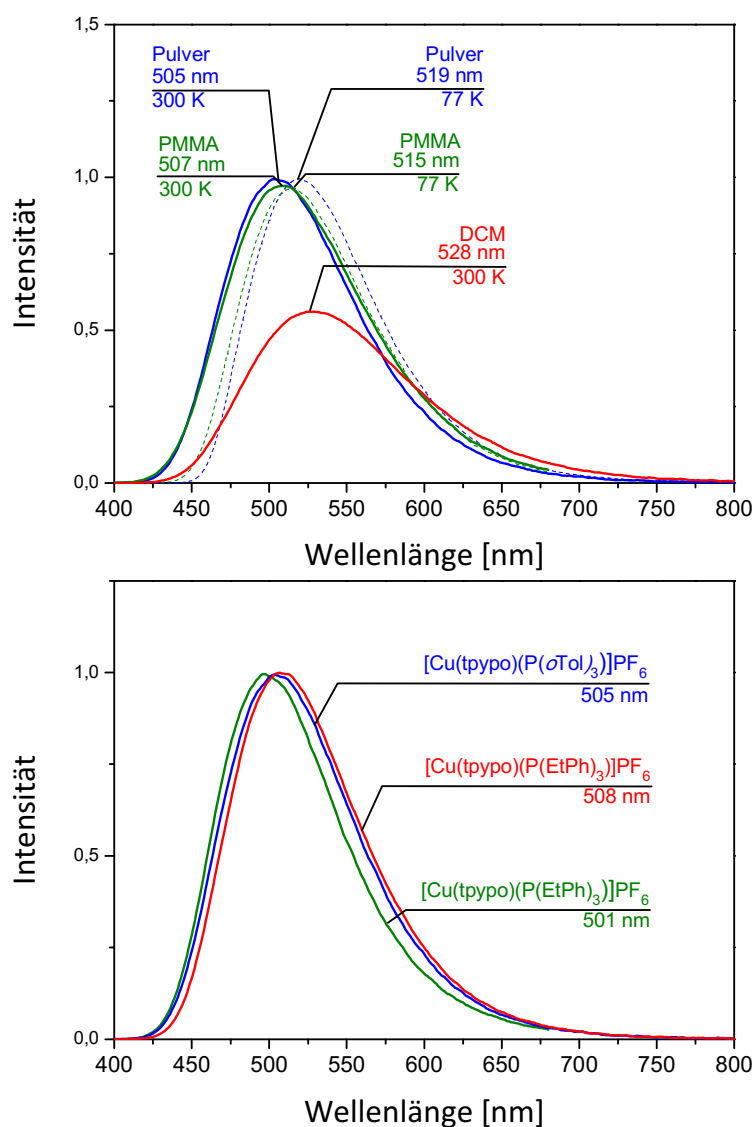 1,5
Pulver
505 nm
300 K
Pulver
519 nm
77 K
PMMA
507 nm
300 K
PMMA
515 nm
77 K
1,0
DCM
528 nm
300 K
Intensität
0,5
0,0
400 450 500 550 600 650 700 750 800
Wellenlänge [nm]
[Cu(tpypo)(P(oTol)3)]PF6
505 nm
1,0
[Cu(tpypo)(P(EtPh)3)]PF6
508 nm
Intensität
0,5
[Cu(tpypo)(P(EtPh)3)]PF6
501 nm
0,0
400 450 500 550 600 650 700 750 800
Wellenlänge [nm]